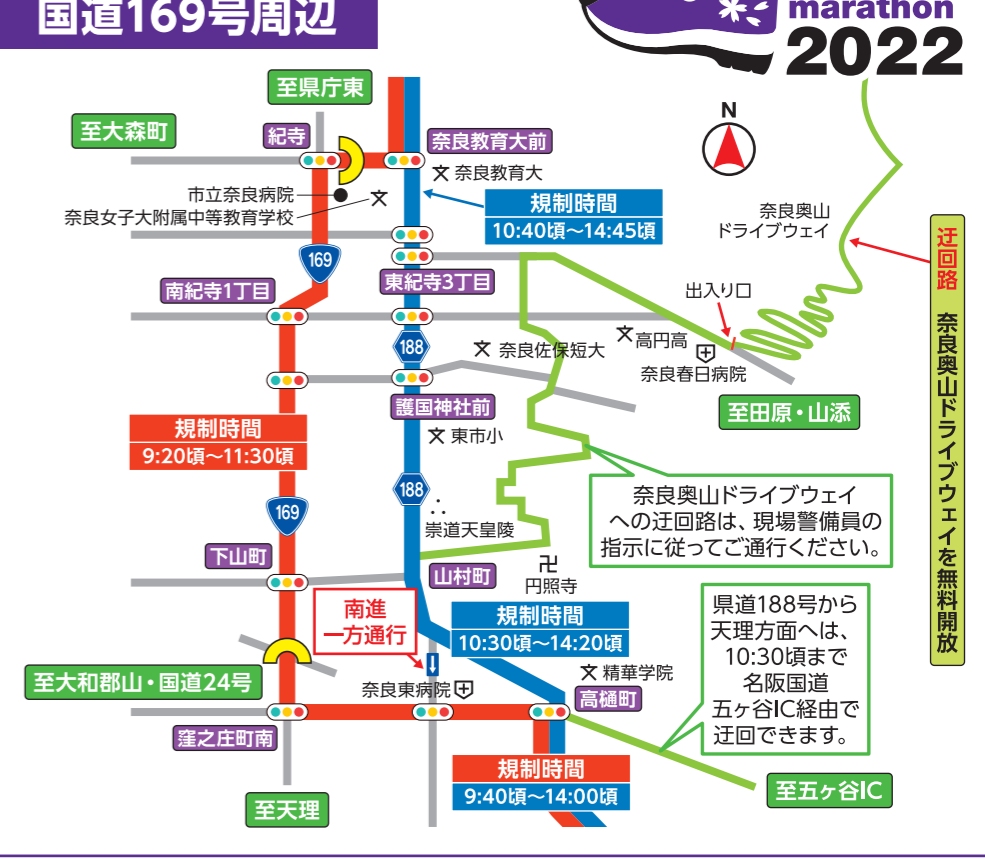 国道169号周辺
marathon
2022
至県庁東
至大森町
紀寺
奈良教育大前
N
文 奈良教育大
市立奈良病院
奈良女子大附属中等教育学校
文
規制時間
10:40頃～14:45頃
奈良奥山
ドライブウェイ
迂回路 奈良奥山ドライブウェイを無料開放
169
東紀寺3丁目
南紀寺1丁目
出入り口
188
文 奈良佐保短大
文高円高
奈良春日病院
護国神社前
至田原・山添
規制時間
9:20頃～11:30頃
文 東市小
188
169
奈良奥山ドライブウェイ
への迂回路は、現場警備員の
指示に従ってご通行ください。
崇道天皇陵
下山町
山村町
卍
円照寺
南進
一方通行
規制時間
10:30頃～14:20頃
県道188号から
天理方面へは、
10:30頃まで
名阪国道
五ヶ谷IC経由で
迂回できます。
至大和郡山・国道24号
奈良東病院
文 精華学院
高樋町
窪之庄町南
規制時間
9:40頃～14:00頃
至天理
至五ヶ谷IC